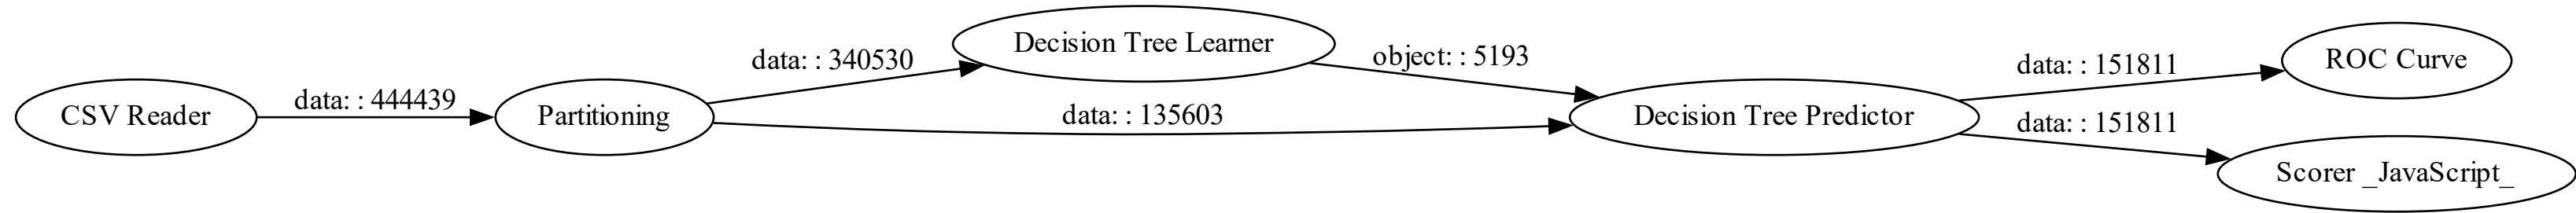 CSV Reader
data: : 444439
Partitioning
data: : 340530
Decision Tree Learner
object: : 5193
data: : 135603
Decision Tree Predictor
data: : 151811
ROC Curve
data: : 151811
Scorer _JavaScript_